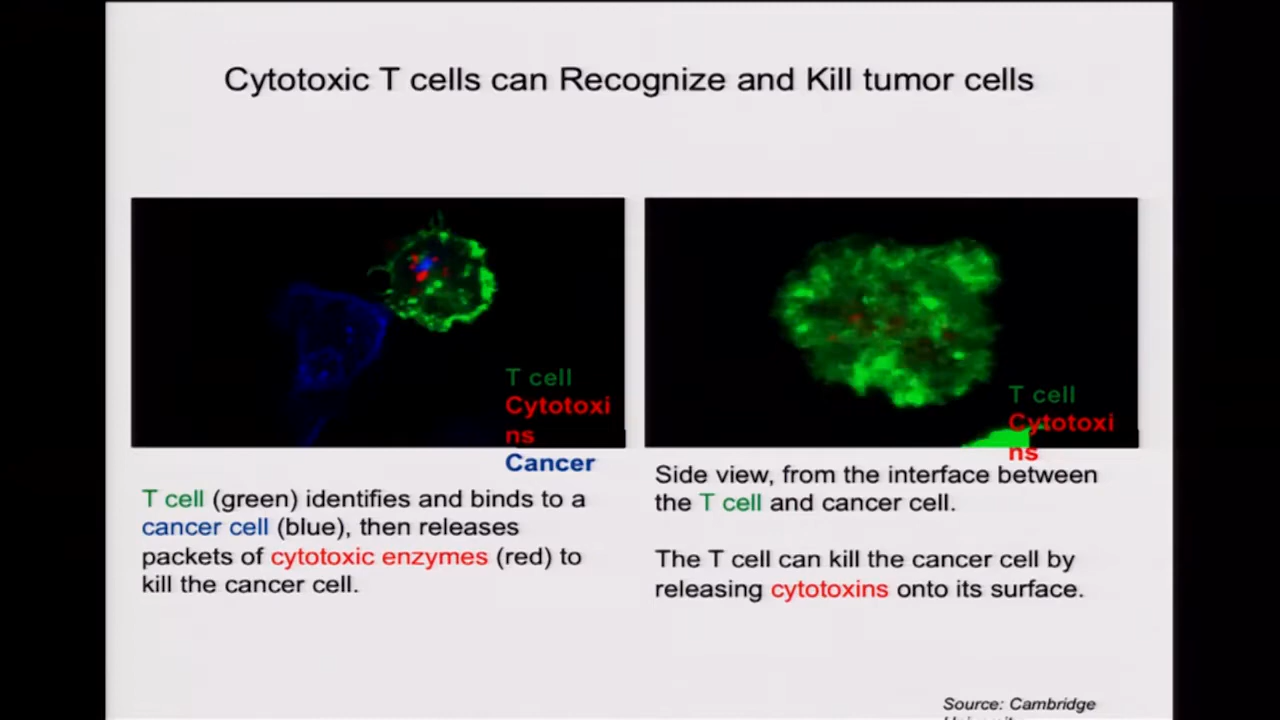 Cytotoxic T cells can Recognize and Kill tumor cells
T cell
Cytotoxi
ns
Cancer
T cell (green) identifies and binds to a
cancer cell (blue), then releases
packets of cytotoxic enzymes (red) to
kill the cancer cell.
T cell
Cytotoxi
ns
Side view, from the interface between
the T cell and cancer cell.
The T cell can kill the cancer cell by
releasing cytotoxins onto its surface.
Source: Cambridge